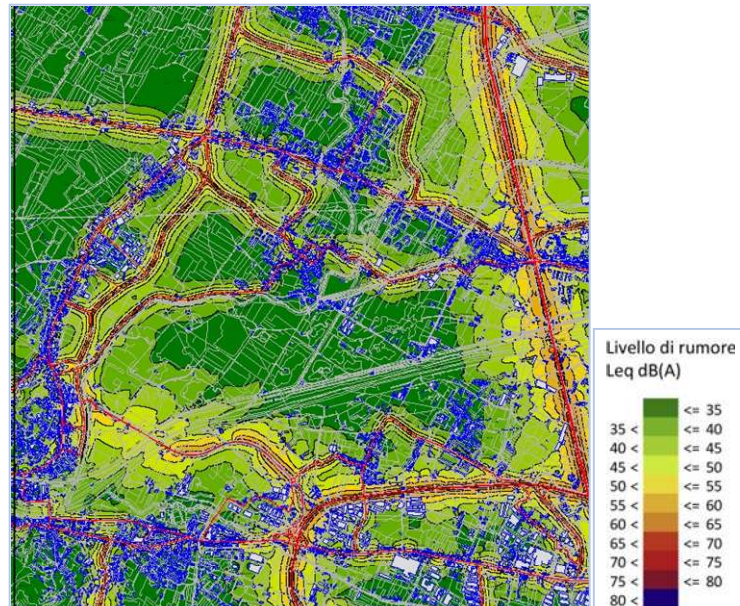 Livello di rumore
Leq dB(A)
<= 35
35 < <= 40
40 < <= 45
45 < <= 50
50 < <= 55
55 < <= 60
60 < <= 65
65 < <= 70
70 < <= 75
75 < <= 80
80 <